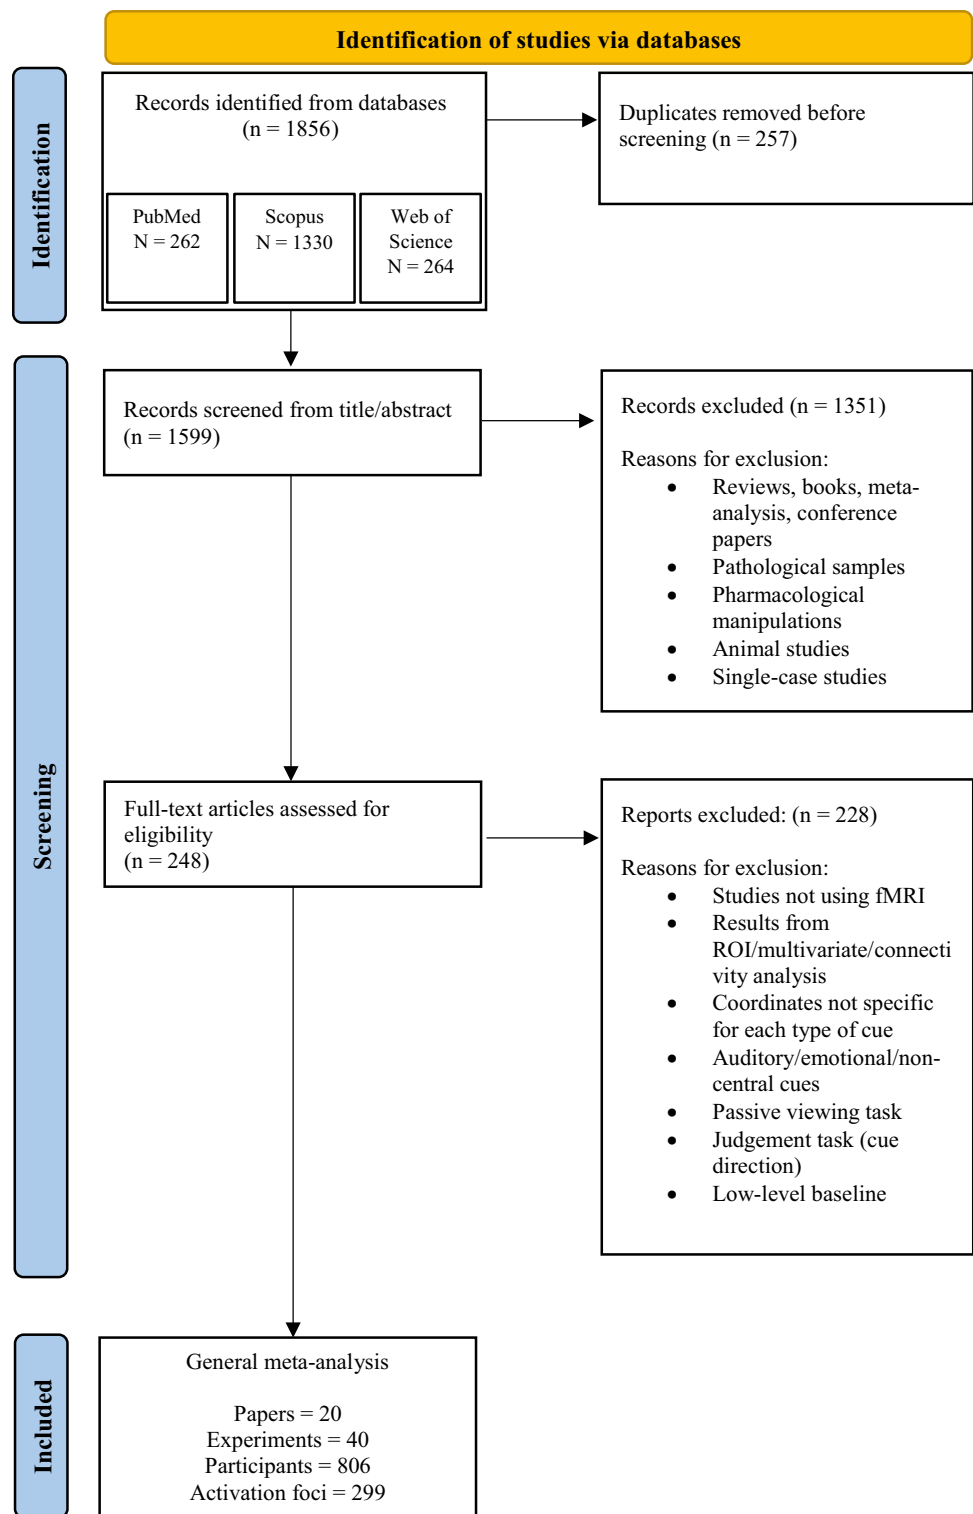 Identification of studies via databases
Identification
Records identified from databases
(n = 1856)
PubMed
N = 262
Scopus
N = 1330
Web of
Science
N = 264
Duplicates removed before
screening (n = 257)
Screening
Records screened from title/abstract
(n = 1599)
Records excluded (n = 1351)
Reasons for exclusion:
• Reviews, books, meta-
analysis, conference
papers
• Pathological samples
• Pharmacological
manipulations
• Animal studies
• Single-case studies
Full-text articles assessed for
eligibility
(n = 248)
Reports excluded: (n = 228)
Reasons for exclusion:
• Studies not using fMRI
• Results from
ROI/multivariate/connecti
vity analysis
• Coordinates not specific
for each type of cue
• Auditory/emotional/non-
central cues
• Passive viewing task
• Judgement task (cue
direction)
• Low-level baseline
Included
General meta-analysis
Papers = 20
Experiments = 40
Participants = 806
Activation foci = 299